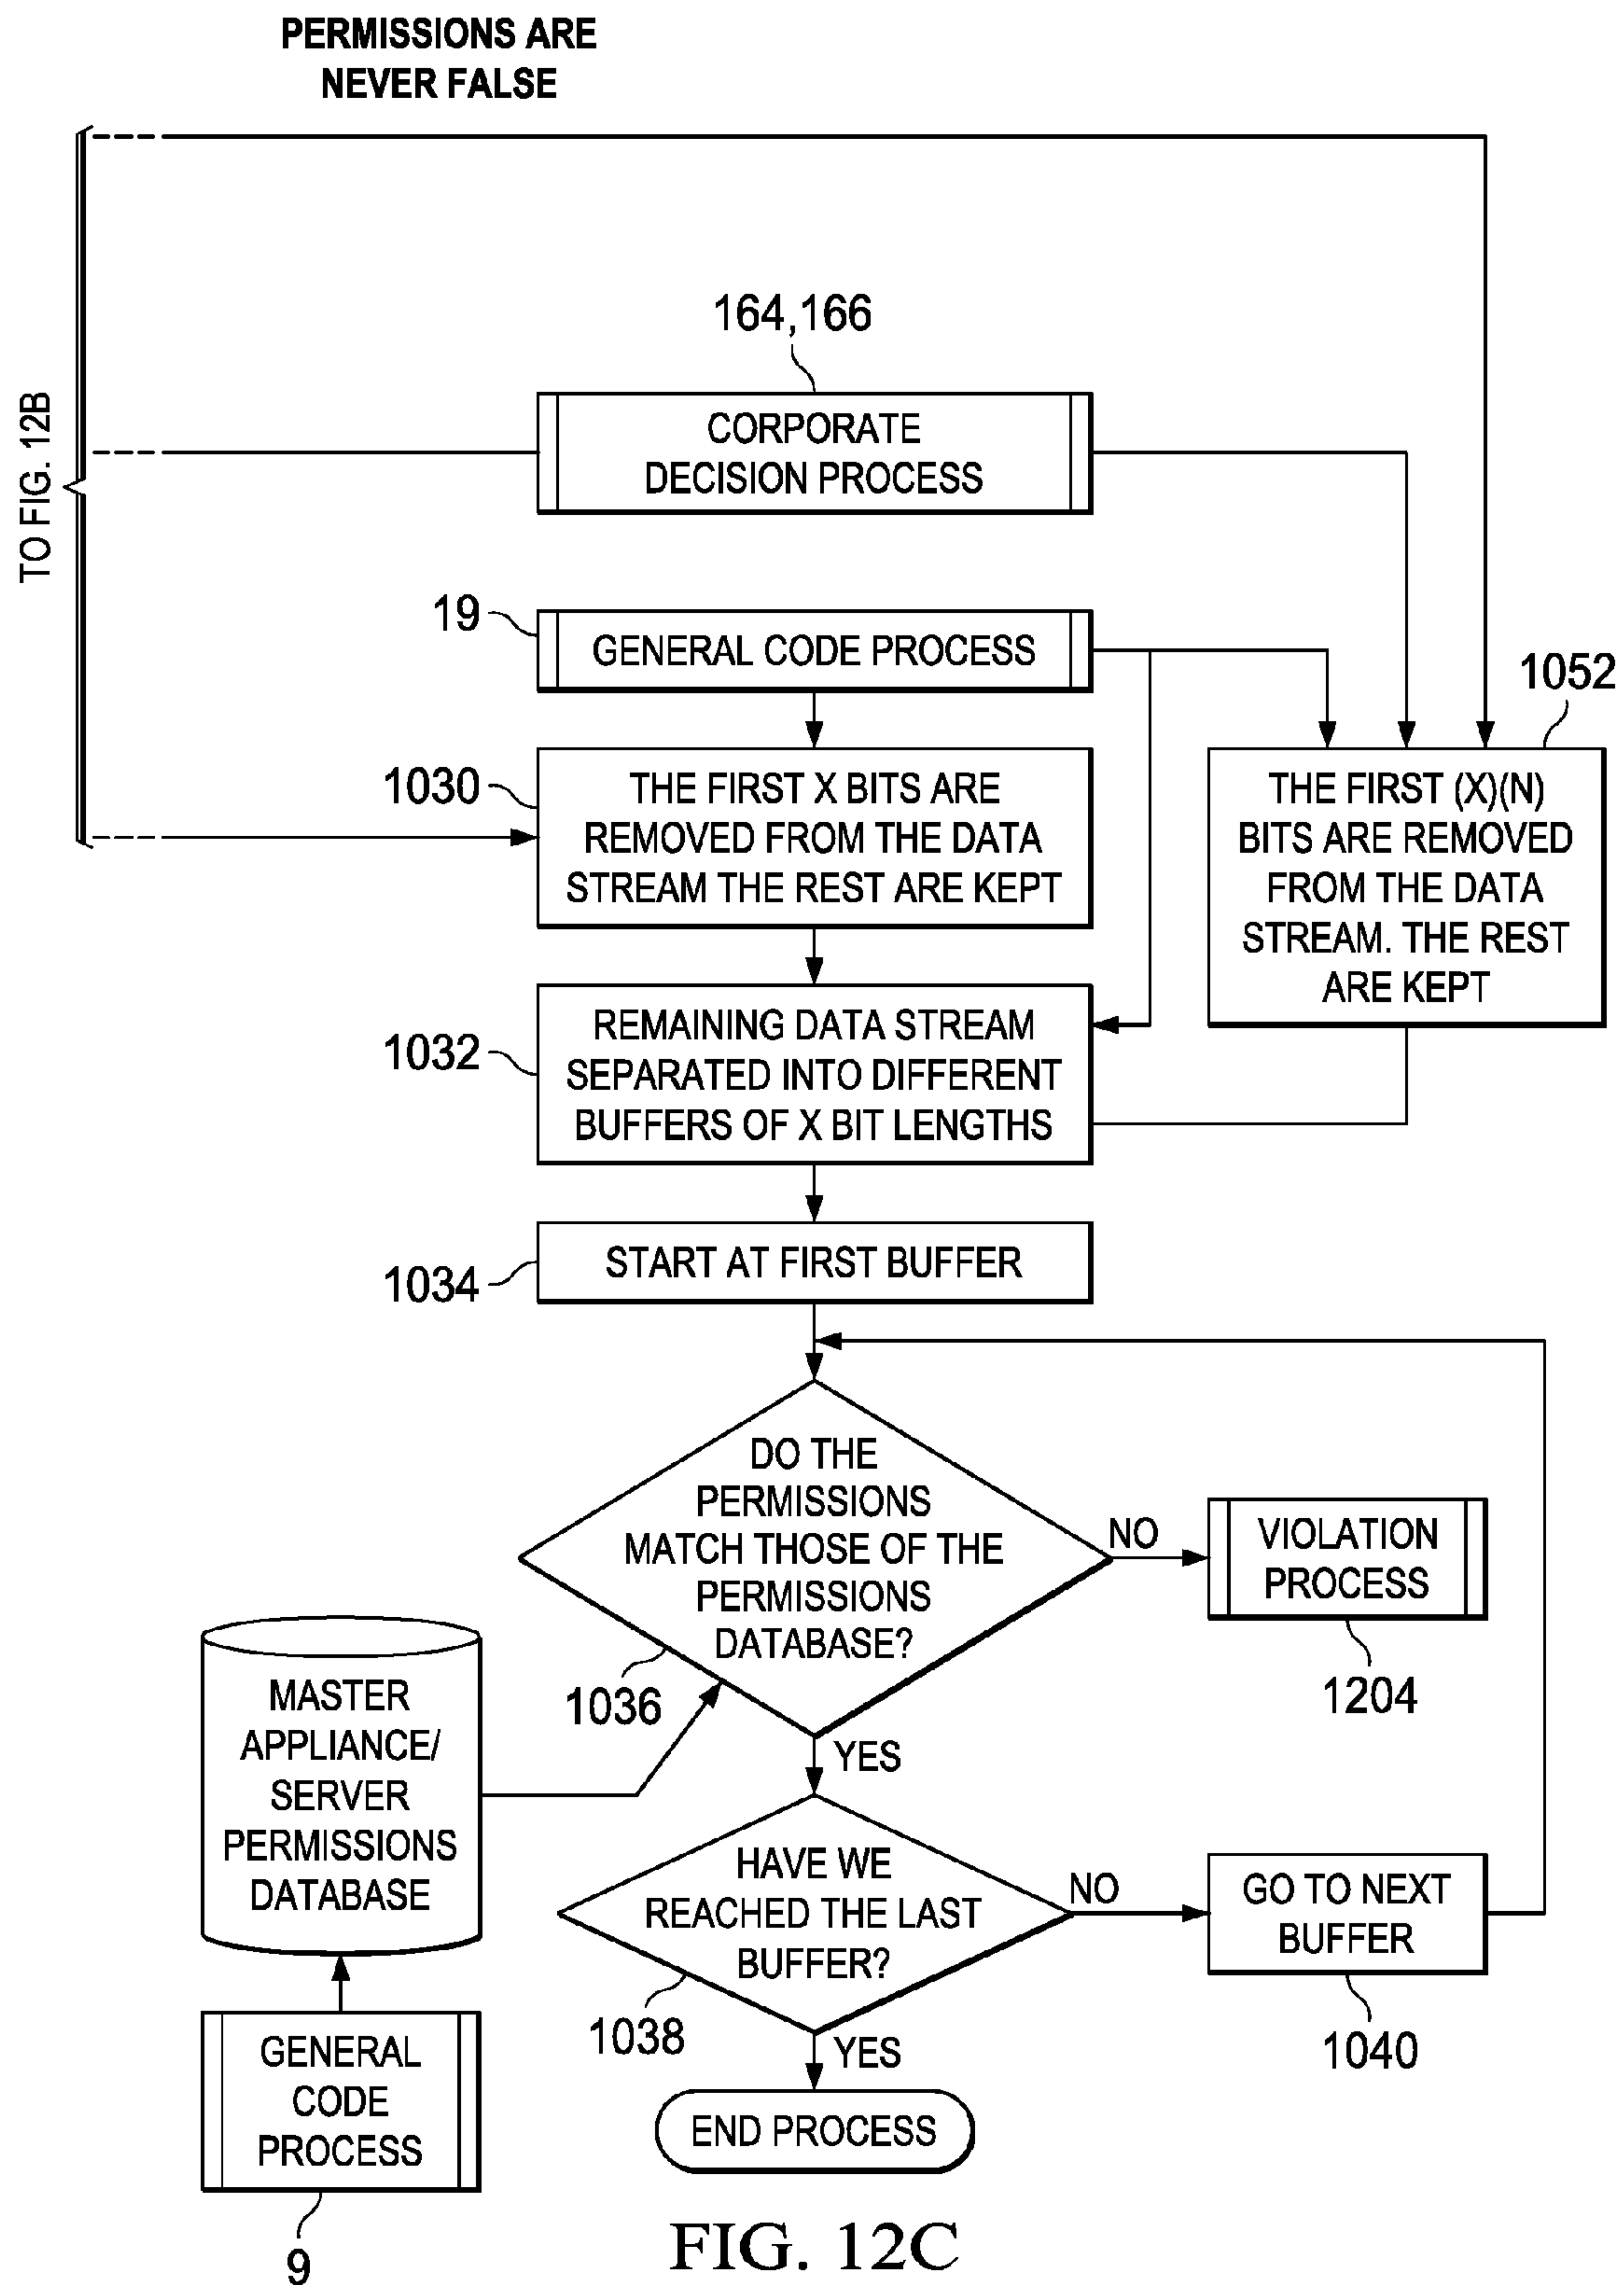 PERMISSIONS ARE
NEVER FALSE
TO FIG. 12B
164,166
CORPORATE
DECISION PROCESS
19
GENERAL CODE PROCESS
1052
1030
THE FIRST X BITS ARE
REMOVED FROM THE DATA
STREAM THE REST ARE KEPT
THE FIRST (X)(N)
BITS ARE REMOVED
FROM THE DATA
STREAM. THE REST
ARE KEPT
1032
REMAINING DATA STREAM
SEPARATED INTO DIFFERENT
BUFFERS OF X BIT LENGTHS
1034
START AT FIRST BUFFER
DO THE
PERMISSIONS
MATCH THOSE OF THE
PERMISSIONS
DATABASE?
1036
NO
VIOLATION
PROCESS
1204
MASTER
APPLIANCE/
SERVER
PERMISSIONS
DATABASE
YES
HAVE WE
REACHED THE LAST
BUFFER?
1038
NO
GO TO NEXT
BUFFER
1040
GENERAL
CODE
PROCESS
9
YES
END PROCESS
FIG. 12C